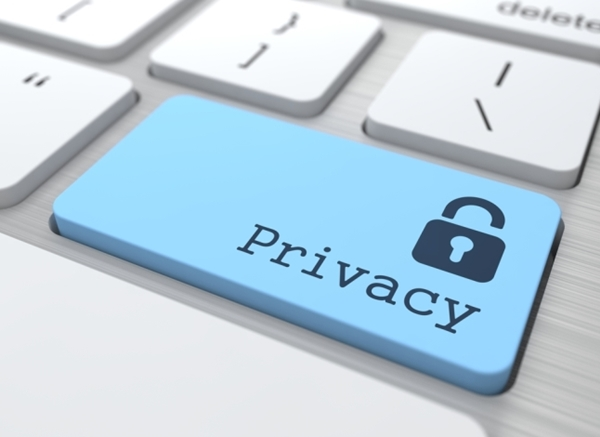 delete
}
]
|
\
"
Privacy